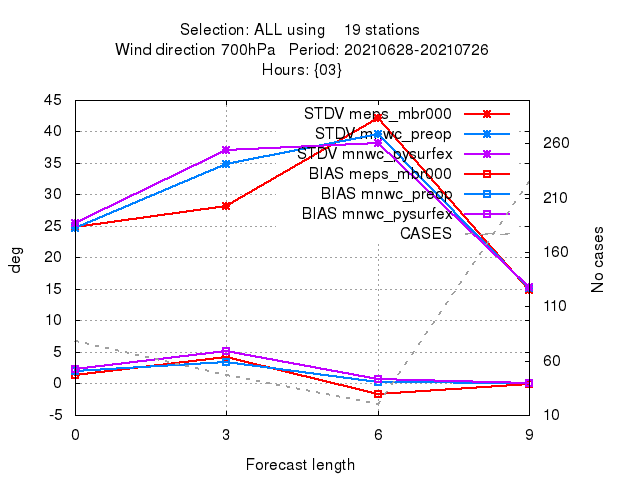 Selection: ALL using    19 stations
Wind direction 700hPa   Period: 20210628-20210726
Hours: {03}
STDV meps_mbr000
STDV mnwc_preop
STDV mnwc_pysurfex
BIAS meps_mbr000
BIAS mnwc_preop
BIAS mnwc_pysurfex
CASES
deg
45
40
35
30
25
20
15
10
5
0
-5
No cases
260
210
160
110
60
10
0 3 6 9
Forecast length